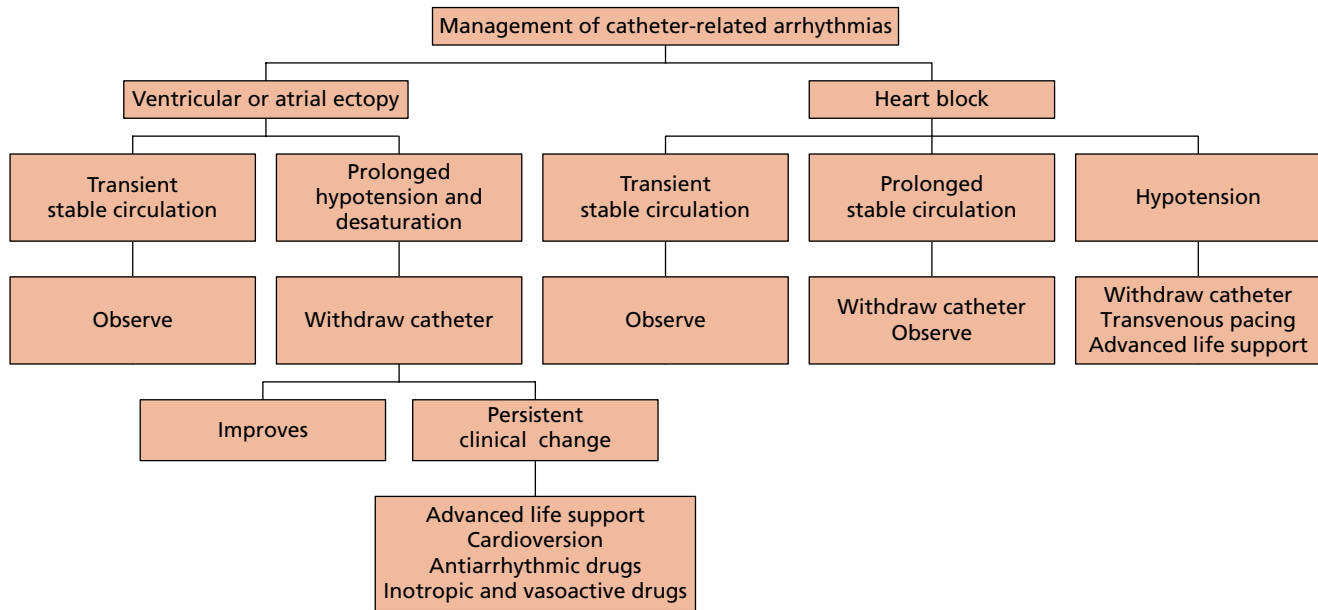 Management of catheter-related arrhythmias
Ventricular or atrial ectopy
Heart block
Transient
stable circulation
Prolonged
hypotension and
desaturation
Transient
stable circulation
Prolonged
stable circulation
Hypotension
Observe
Withdraw catheter
Observe
Withdraw catheter
Observe
Withdraw catheter
Transvenous pacing
Advanced life support
Improves
Persistent
clinical change
Advanced life support
Cardioversion
Antiarrhythmic drugs
Inotropic and vasoactive drugs